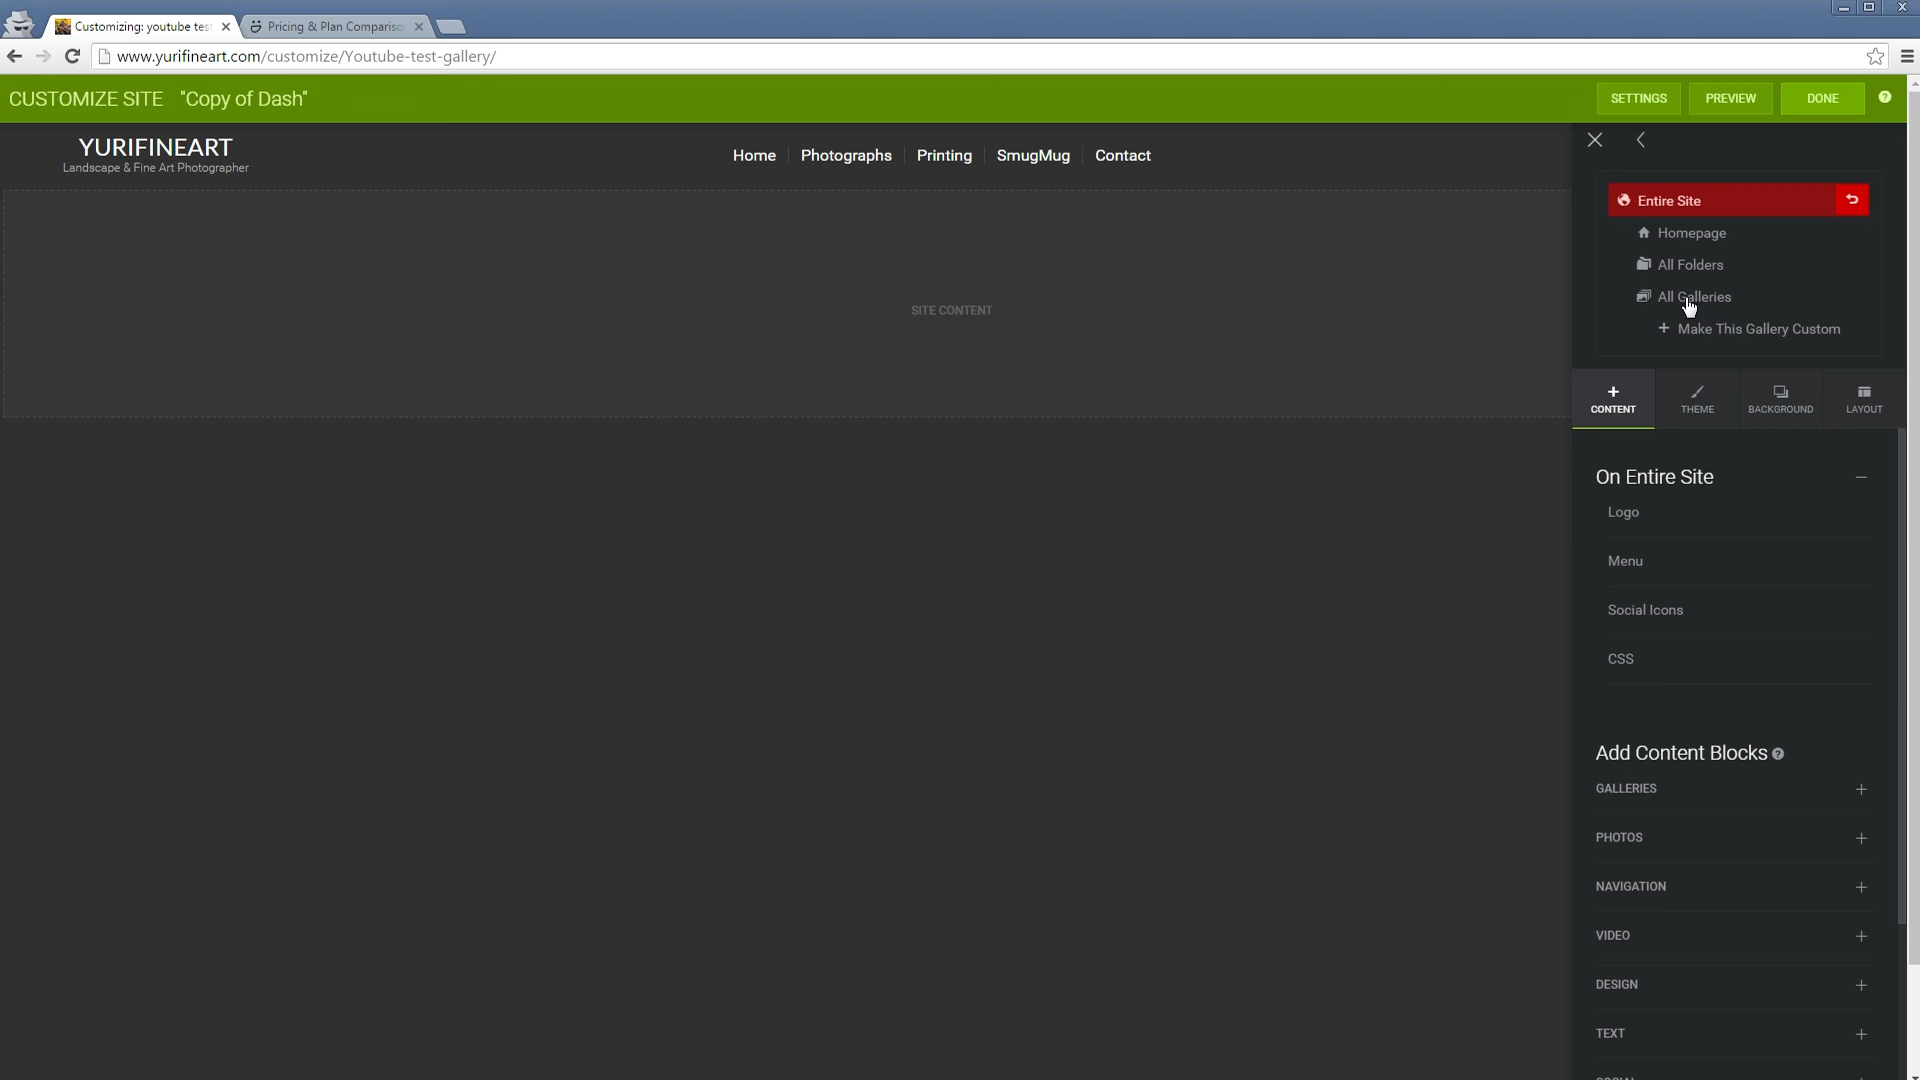 Customizing: youtube tes
Pricing & Plan Compariso
www.yurifineart.com/customize/Youtube-test-gallery/
CUSTOMIZE SITE "Copy of Dash"
SETTINGS
PREVIEW
DONE
?
YURIFINEART
Landscape & Fine Art Photographer
Home
Photographs
Printing
SmugMug
Contact
SITE CONTENT
Entire Site
Homepage
All Folders
All Galleries
Make This Gallery Custom
CONTENT
THEME
BACKGROUND
LAYOUT
On Entire Site
Logo
Menu
Social Icons
CSS
Add Content Blocks ?
GALLERIES
PHOTOS
NAVIGATION
VIDEO
DESIGN
TEXT